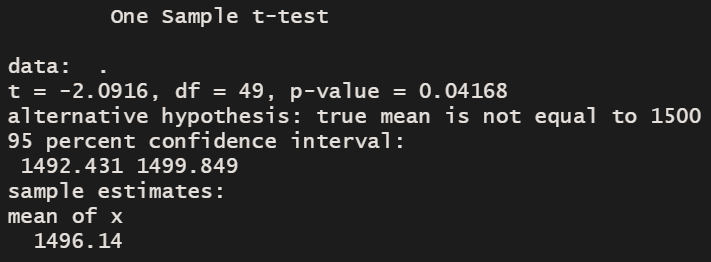 One Sample t-test
data:  .
t = -2.0916, df = 49, p-value = 0.04168
alternative hypothesis: true mean is not equal to 1500
95 percent confidence interval:
1492.431 1499.849
sample estimates:
mean of x
1496.14